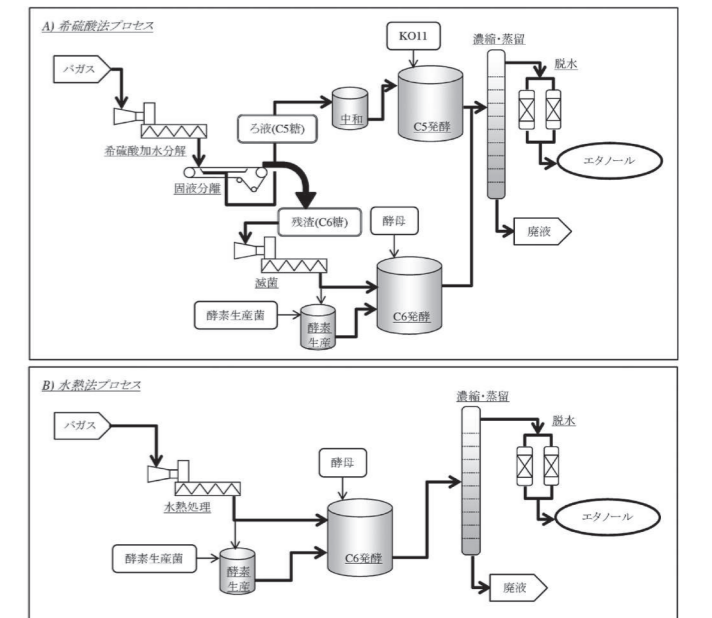 A) 希硫酸法プロセス
バガス
希硫酸加水分解
固液分離
ろ液(C5糖)
中和
KO11
C5発酵
濃縮・蒸留
脱水
エタノール
廃液
残渣(C6糖)
滅菌
酵素生産菌
酵素
生産
酵母
C6発酵
B) 水熱法プロセス
バガス
水熱処理
酵素生産菌
酵素
生産
酵母
C6発酵
濃縮・蒸留
脱水
エタノール
廃液